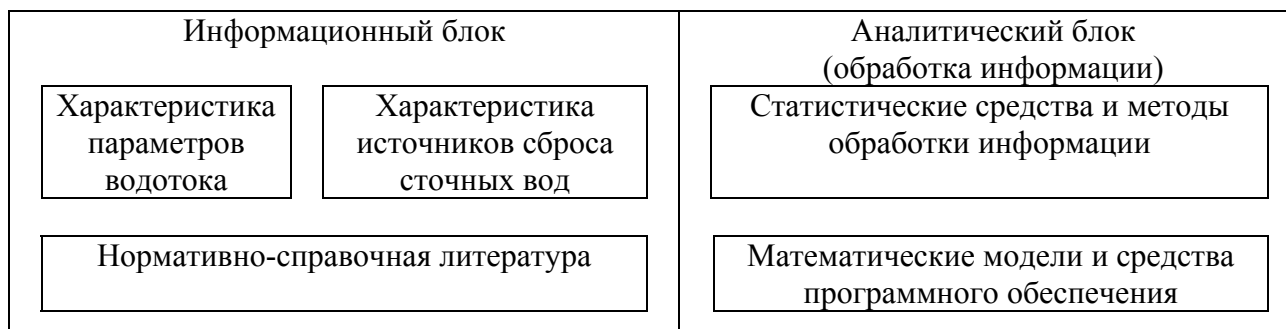 Информационный блок
Характеристика
параметров
водотока
Характеристика
источников сброса
сточных вод
Нормативно-справочная литература
Аналитический блок
(обработка информации)
Статистические средства и методы
обработки информации
Математические модели и средства
программного обеспечения